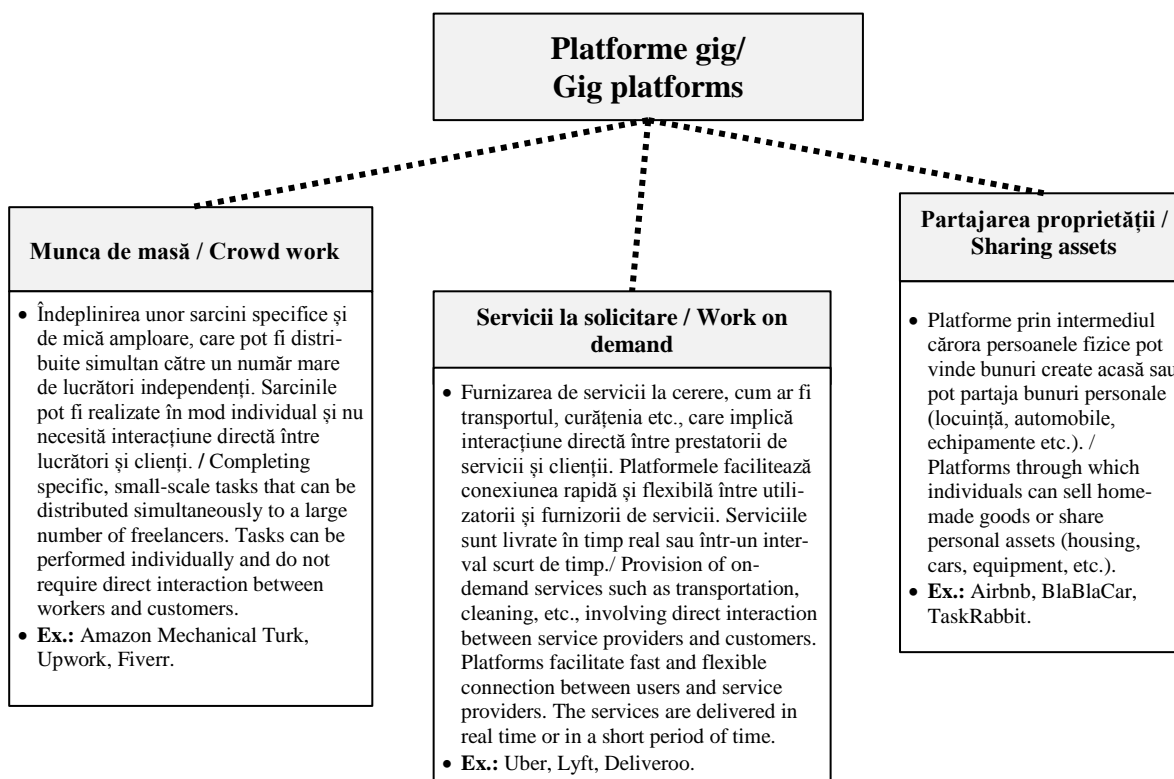 Platforme gig/
Gig platforms
Munca de masă / Crowd work
• Îndeplinirea unor sarcini specifice și
de mică amploare, care pot fi distri-
buite simultan către un număr mare
de lucrători independenți. Sarcinile
pot fi realizate în mod individual și nu
necesită interacțiune directă între
lucrători și clienți. / Completing
specific, small-scale tasks that can be
distributed simultaneously to a large
number of freelancers. Tasks can be
performed individually and do not
require direct interaction between
workers and customers.
• Ex.: Amazon Mechanical Turk,
Upwork, Fiverr.
Servicii la solicitare / Work on
demand
• Furnizarea de servicii la cerere, cum ar fi
transportul, curățenia etc., care implică
interacțiune directă între prestatorii de
servicii și clienții. Platformele facilitează
conexiunea rapidă și flexibilă între utili-
zatorii și furnizorii de servicii. Serviciile
sunt livrate în timp real sau într-un inter-
val scurt de timp./ Provision of on-
demand services such as transportation,
cleaning, etc., involving direct interaction
between service providers and customers.
Platforms facilitate fast and flexible
connection between users and service
providers. The services are delivered in
real time or in a short period of time.
• Ex.: Uber, Lyft, Deliveroo.
Partajarea proprietății /
Sharing assets
• Platforme prin intermediul
cărora persoanele fizice pot
vinde bunuri create acasă sau
pot partaja bunuri personale
(locuință, automobile,
echipamente etc.). /
Platforms through which
individuals can sell home-
made goods or share
personal assets (housing,
cars, equipment, etc.).
• Ex.: Airbnb, BlaBlaCar,
TaskRabbit.